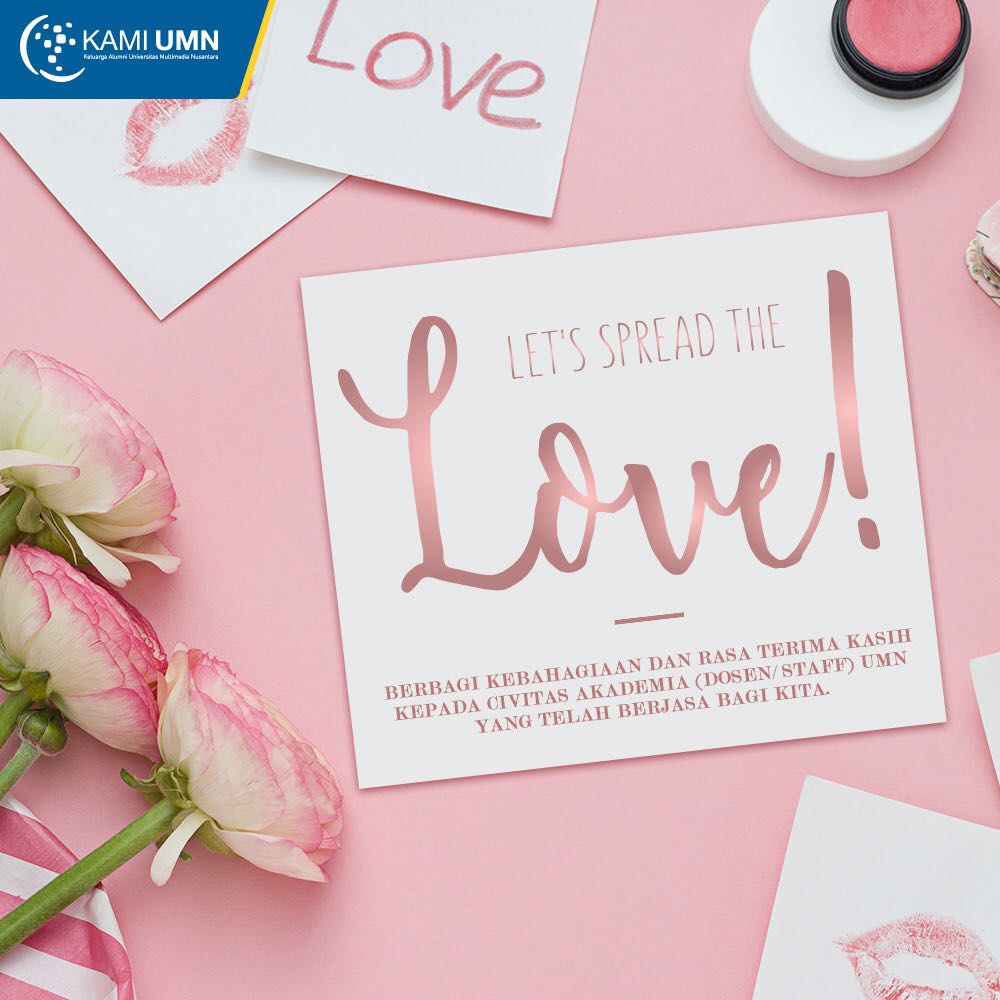 KAMI UMN
Keluarga Alumni Universitas Multimedia Nusantara
Love
LET'S SPREAD THE
Love!
BERBAGI KEBAHAGIAAN DAN RASA TERIMA KASIH
KEPADA CIVITAS AKADEMIA (DOSEN/STAFF) UMN
YANG TELAH BERJASA BAGI KITA.